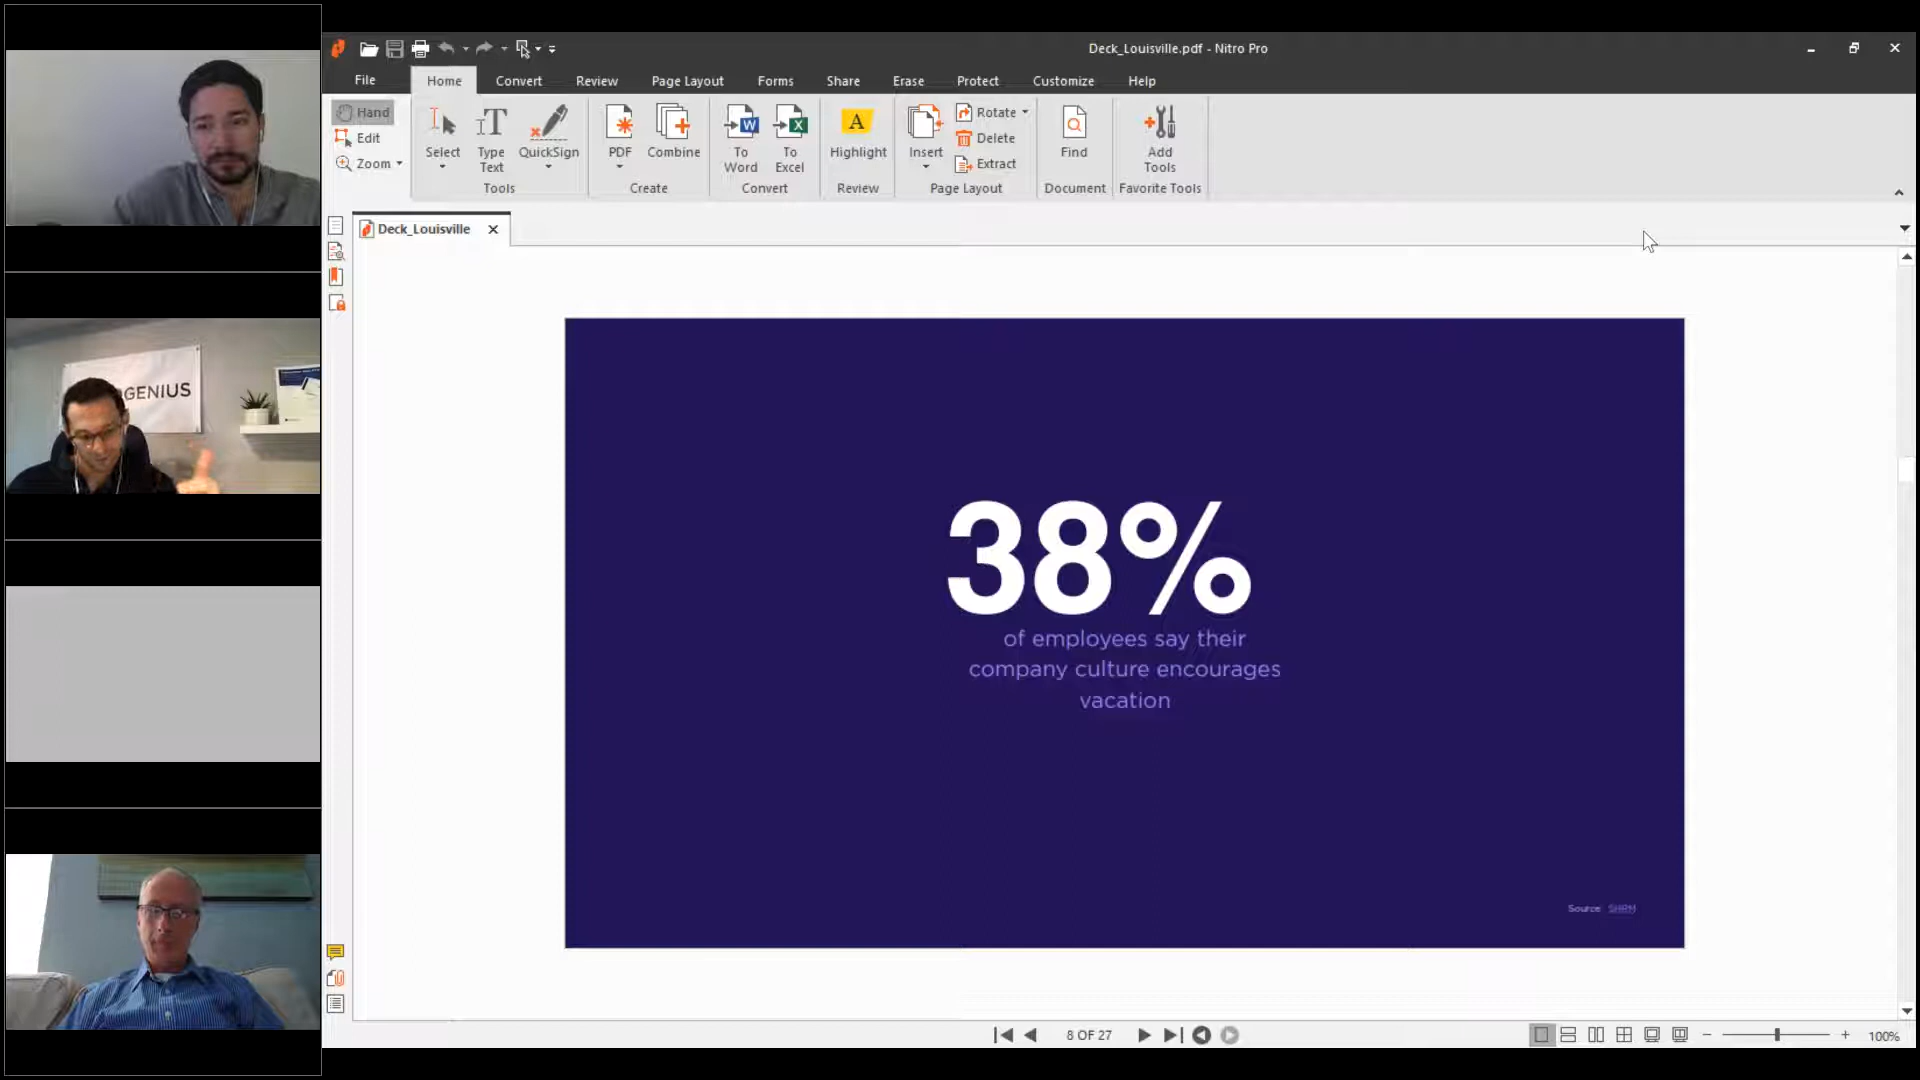 GENIUS
Deck_Louisville.pdf - Nitro Pro
File Home Convert Review Page Layout Forms Share Erase Protect Customize Help
Hand
Edit
Zoom
Select
Type
Text
QuickSign
Tools
PDF
Combine
Create
To
Word
To
Excel
Convert
A
Highlight
Review
Insert
Rotate
Delete
Extract
Page Layout
Find
Document
Add
Tools
Favorite Tools
Deck_Louisville
38%
of employees say their
company culture encourages
vacation
Source SHRM
8 OF 27
100%